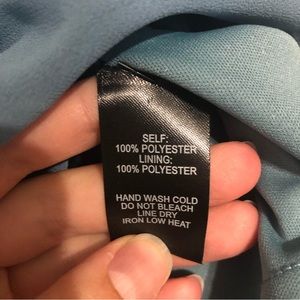 SELF:
100% POLYESTER
LINING:
100% POLYESTER
HAND WASH COLD
DO NOT BLEACH
LINE DRY
IRON LOW HEAT